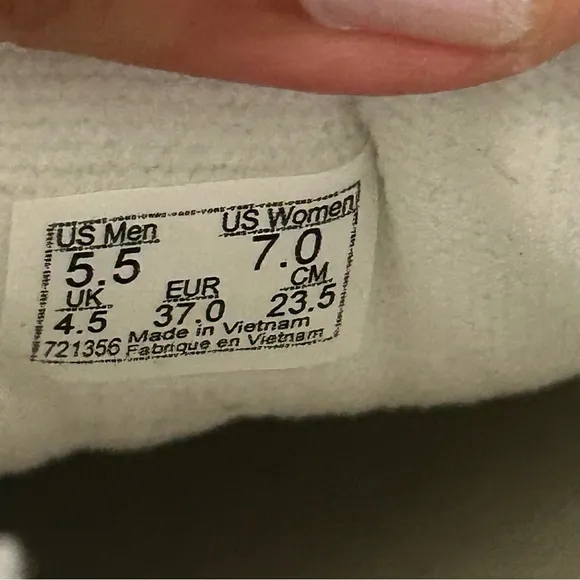 US Men US Women
5.5 7.0
UK EUR CM
4.5 37.0 23.5
721356 Made in Vietnam
Fabrique en Vietnam